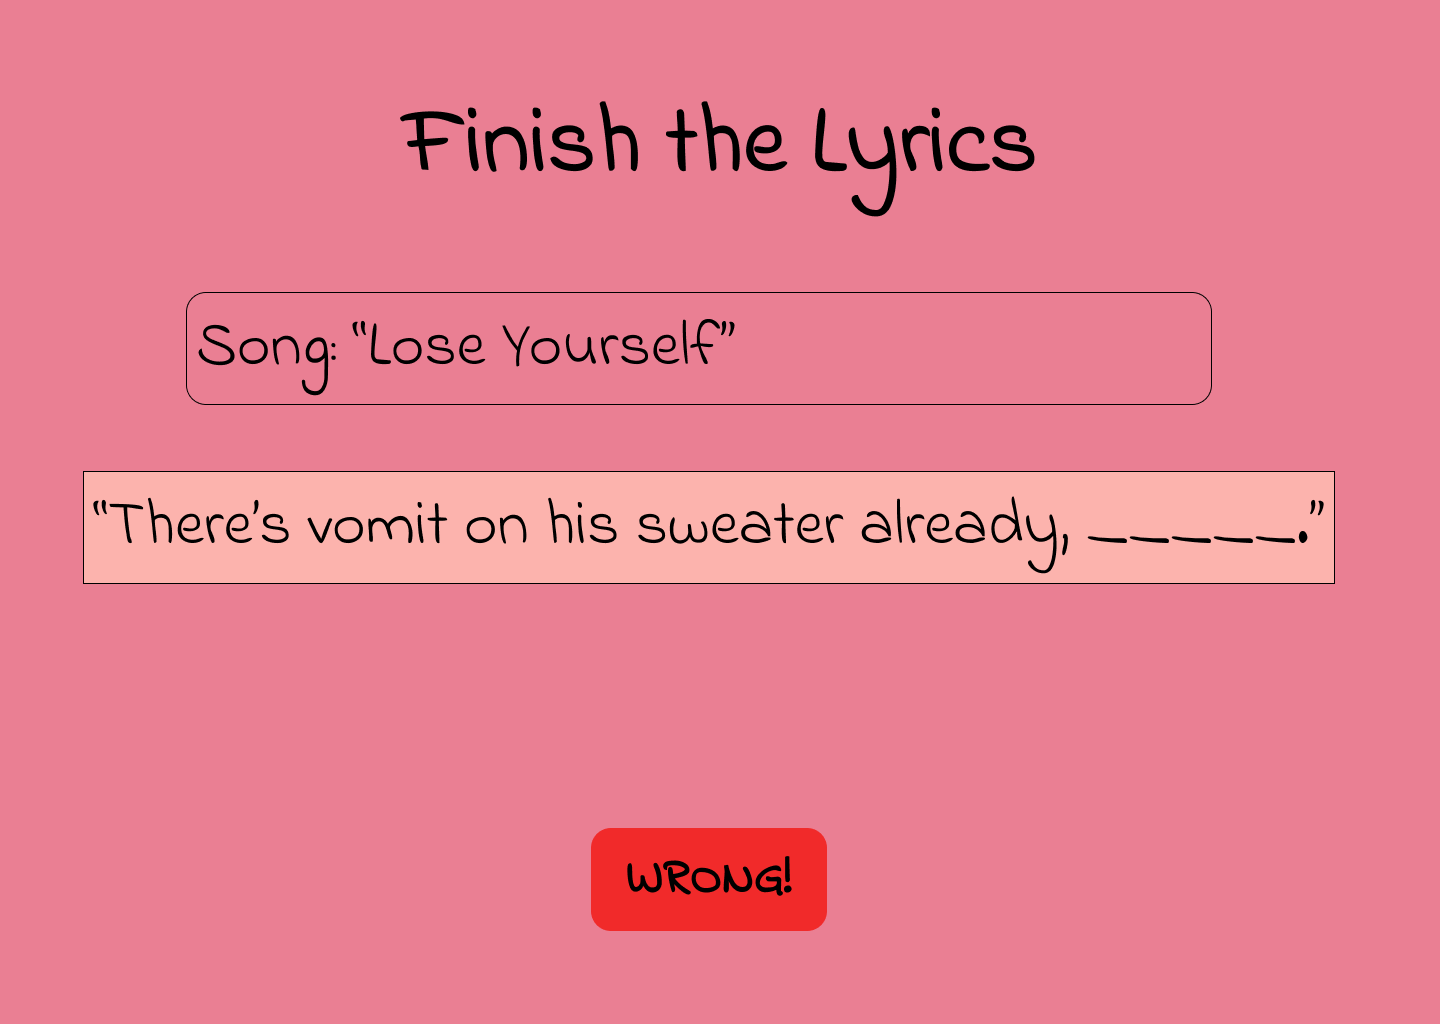 Finish the Lyrics
Song: “Lose Yourself”
“There’s vomit on his sweater already, _____.”
WRONG!